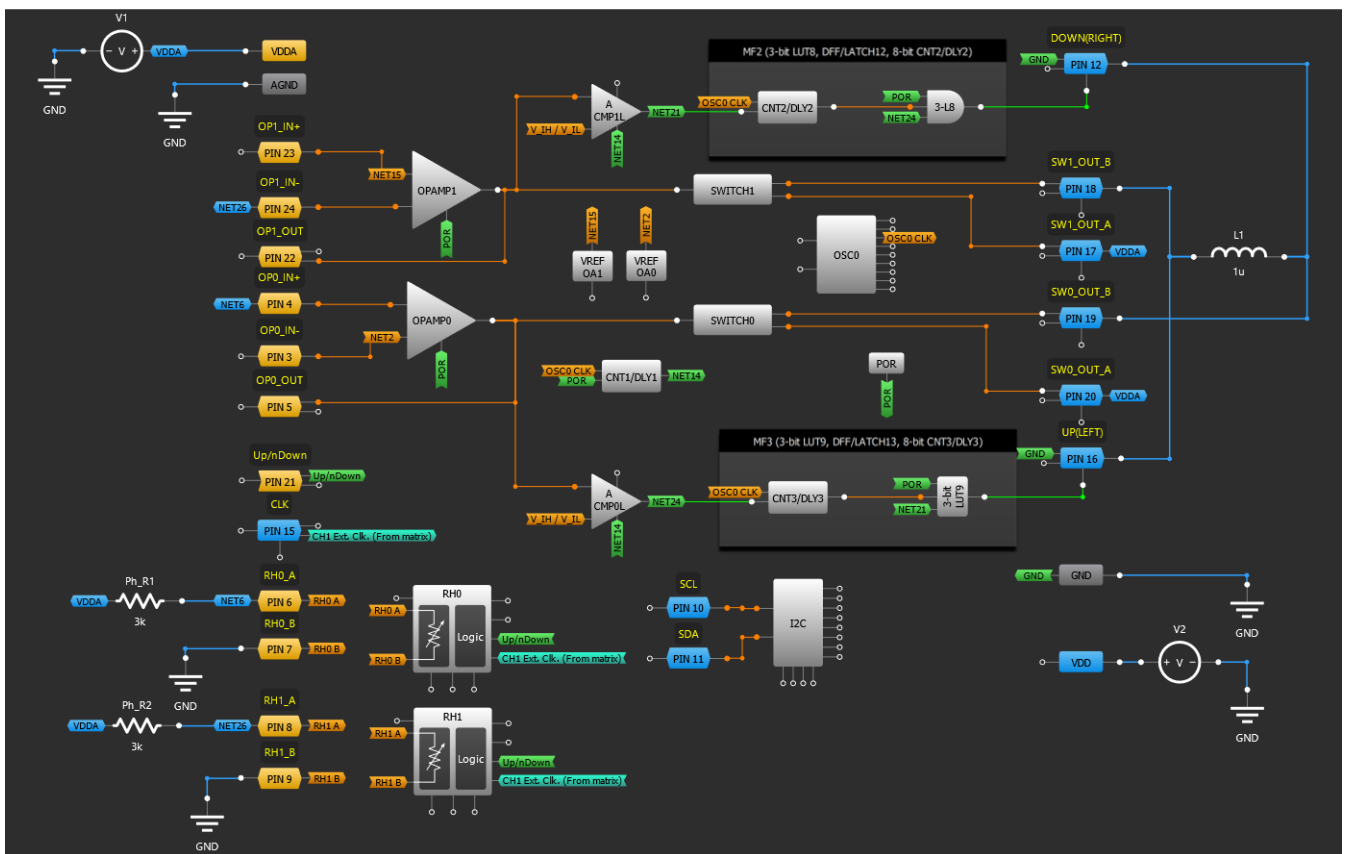 V1
- V +
VDDA
VDDA
GND
AGND
GND
OP1_IN+
PIN 23
OP1_IN-
NET26
PIN 24
OP1_OUT
PIN 22
OP0_IN+
NET6
PIN 4
OP0_IN-
PIN 3
OP0_OUT
PIN 5
NET15
OPAMP1
POR
NET2
OPAMP0
POR
A
CMP1L
V_IH / V_IL
NET14
NET21
MF2 (3-bit LUT8, DFF/LATCH12, 8-bit CNT2/DLY2)
OSC0 CLK
CNT2/DLY2
POR
NET24
3-L8
DOWN(RIGHT)
GND
PIN 12
SWITCH1
SW1_OUT_B
PIN 18
SW1_OUT_A
PIN 17
VDDA
NET15
VREF
OA1
NET2
VREF
OA0
OSC0
OSC0 CLK
L1
1u
SWITCH0
SW0_OUT_B
PIN 19
SW0_OUT_A
PIN 20
VDDA
OSC0 CLK
POR
CNT1/DLY1
NET14
POR
POR
UP(LEFT)
GND
PIN 16
MF3 (3-bit LUT9, DFF/LATCH13, 8-bit CNT3/DLY3)
OSC0 CLK
CNT3/DLY3
POR
NET21
3-bit
LUT9
A
CMP0L
V_IH / V_IL
NET14
NET24
Up/nDown
PIN 21
Up/nDown
CLK
PIN 15
CH1 Ext. Clk. (From matrix)
Ph_R1
VDDA
3k
NET6
RH0_A
PIN 6
RH0 A
RH0_B
PIN 7
RH0 B
GND
RH0
RH0 A
RH0 B
Logic
Up/nDown
CH1 Ext. Clk. (From matrix)
Ph_R2
VDDA
3k
NET26
RH1_A
PIN 8
RH1 A
RH1_B
PIN 9
RH1 B
GND
RH1
RH1 A
RH1 B
Logic
Up/nDown
CH1 Ext. Clk. (From matrix)
SCL
PIN 10
SDA
PIN 11
I2C
GND
GND
GND
V2
VDD
+ V -
GND